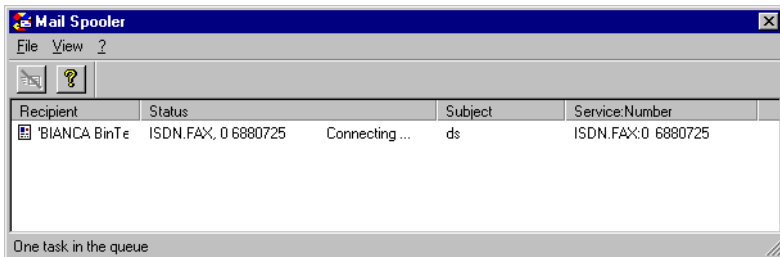 Mail Spooler
File View ?
Recipient Status Subject Service:Number
'BIANCA BinTe ISDN.FAX, 0 6880725 Connecting ... ds ISDN.FAX:0 6880725
One task in the queue